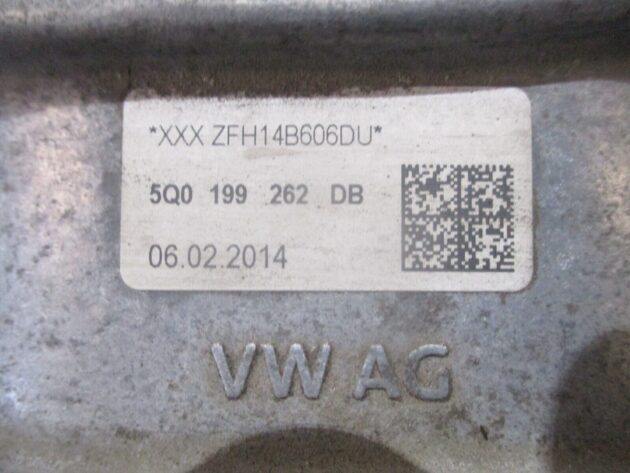 *XXX ZFH14B606DU*
5Q0 199 262 DB
06.02.2014
VW AG